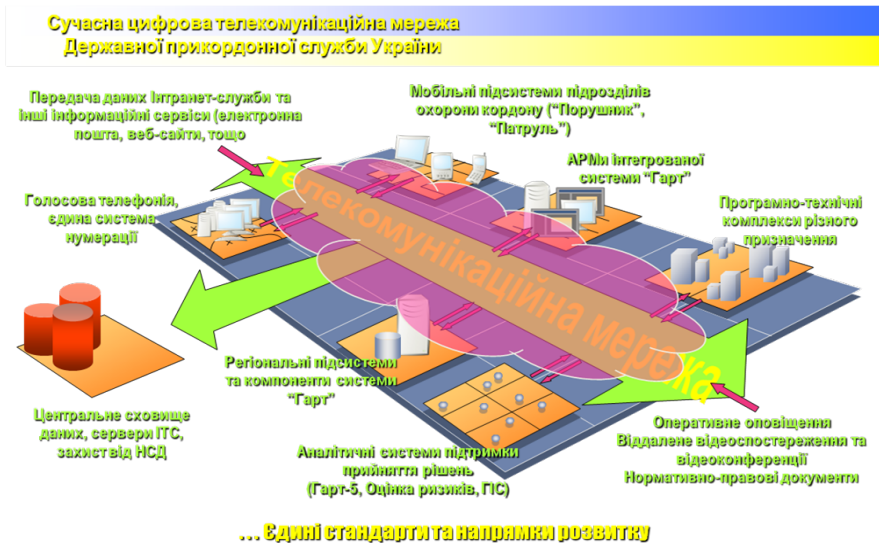 Сучасна цифрова телекомунікаційна мережа
Державної прикордонної служби України
Передача даних Інтранет-служби та
інші інформаційні сервіси (електронна
пошта, веб-сайти, тощо
Мобільні підсистеми підрозділів
охорони кордону (“Порушник”,
“Патруль”)
АРМи інтегрованої
системи “Гарт”
Голосова телефонія,
єдина система
нумерації
Програмно-технічні
комплекси різного
призначення
Телекомунікаційна мережа
Регіональні підсистеми
та компоненти системи
“Гарт”
Центральне сховище
даних, сервери ІТС,
захист від НСД
Аналітичні системи підтримки
прийняття рішень
(Гарт-5, Оцінка ризиків, ГІС)
Оперативне оповіщення
Віддалене відеоспостереження та
відеоконференції
Нормативно-правові документи
... Єдині стандарти та напрямки розвитку